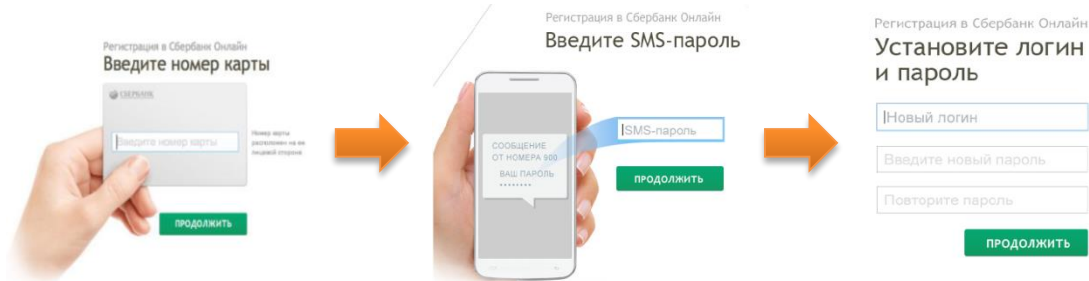 Регистрация в Сбербанк Онлайн
Введите номер карты
СБЕРБАНК
Введите номер карты
Номер карты
расположен на ее
лицевой стороне
ПРОДОЛЖИТЬ
Регистрация в Сбербанк Онлайн
Введите SMS-пароль
SMS-пароль
СООБЩЕНИЕ
ОТ НОМЕРА 900
ВАШ ПАРОЛЬ
********
ПРОДОЛЖИТЬ
Регистрация в Сбербанк Онлайн
Установите логин
и пароль
Новый логин
Введите новый пароль
Повторите пароль
ПРОДОЛЖИТЬ